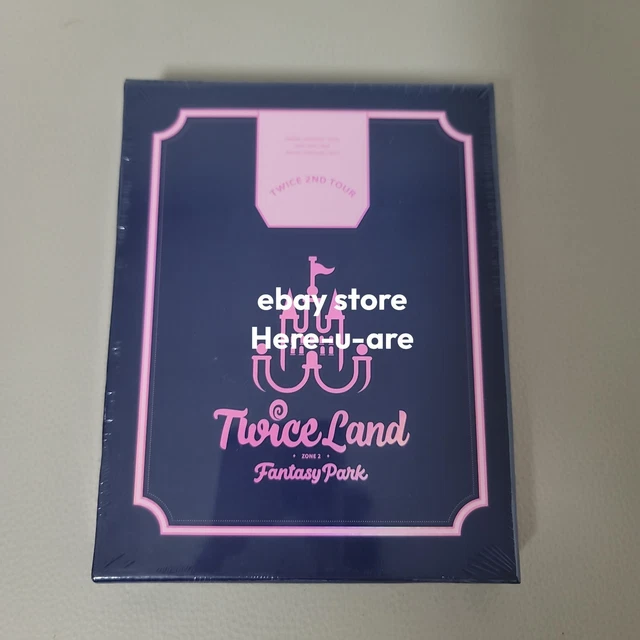 TWICE 2ND TOUR
ebay store
Here-u-are
TwiceLand
ZONE 2
Fantasy Park